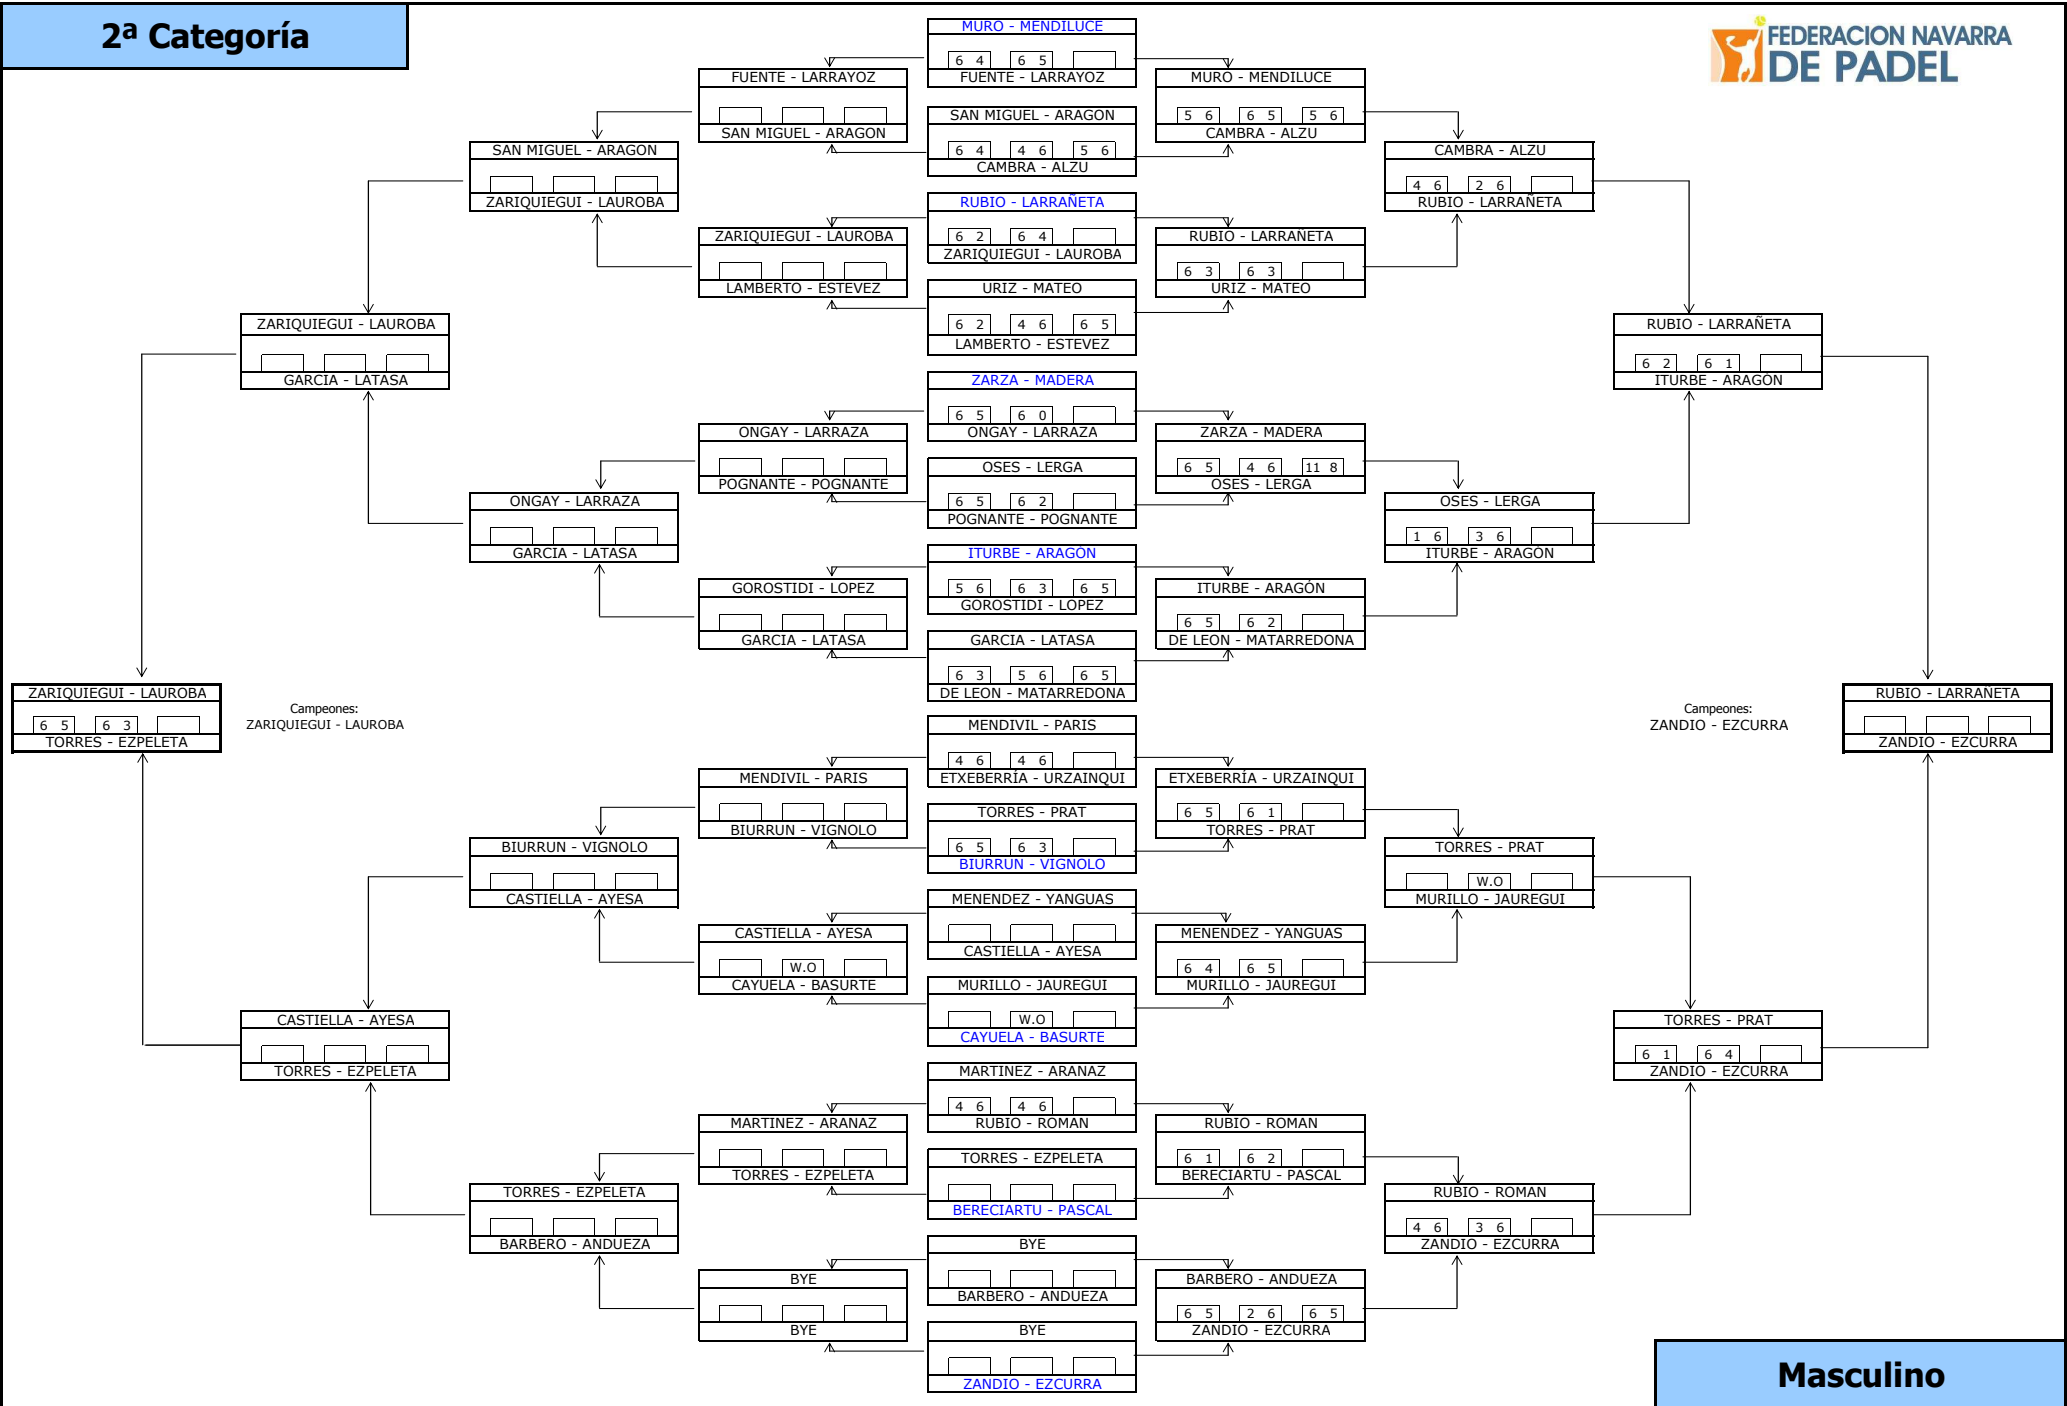 2ª Categoría
FEDERACION NAVARRA
DE PADEL
ZARIQUIEGUI - LAUROBA
6 5 6 3
TORRES - EZPELETA
Campeones:
ZARIQUIEGUI - LAUROBA
ZARIQUIEGUI - LAUROBA
GARCIA - LATASA
CASTIELLA - AYESA
TORRES - EZPELETA
SAN MIGUEL - ARAGON
ZARIQUIEGUI - LAUROBA
ONGAY - LARRAZA
GARCIA - LATASA
BIURRUN - VIGNOLO
CASTIELLA - AYESA
TORRES - EZPELETA
BARBERO - ANDUEZA
FUENTE - LARRAYOZ
SAN MIGUEL - ARAGON
ZARIQUIEGUI - LAUROBA
LAMBERTO - ESTEVEZ
ONGAY - LARRAZA
POGNANTE - POGNANTE
GOROSTIDI - LOPEZ
GARCIA - LATASA
MENDIVIL - PARIS
BIURRUN - VIGNOLO
CASTIELLA - AYESA
W.O
CAYUELA - BASURTE
MARTINEZ - ARANAZ
TORRES - EZPELETA
BYE
BYE
MURO - MENDILUCE
6 4 6 5
FUENTE - LARRAYOZ
SAN MIGUEL - ARAGON
6 4 4 6 5 6
CAMBRA - ALZU
RUBIO - LARRAÑETA
6 2 6 4
ZARIQUIEGUI - LAUROBA
URIZ - MATEO
6 2 4 6 6 5
LAMBERTO - ESTEVEZ
ZARZA - MADERA
6 5 6 0
ONGAY - LARRAZA
OSES - LERGA
6 5 6 2
POGNANTE - POGNANTE
ITURBE - ARAGÓN
5 6 6 3 6 5
GOROSTIDI - LOPEZ
GARCIA - LATASA
6 3 5 6 6 5
DE LEON - MATARREDONA
MENDIVIL - PARIS
4 6 4 6
ETXEBERRÍA - URZAINQUI
TORRES - PRAT
6 5 6 3
BIURRUN - VIGNOLO
MENENDEZ - YANGUAS
CASTIELLA - AYESA
MURILLO - JAUREGUI
W.O
CAYUELA - BASURTE
MARTINEZ - ARANAZ
4 6 4 6
RUBIO - ROMAN
TORRES - EZPELETA
BERECIARTU - PASCAL
BYE
BARBERO - ANDUEZA
BYE
ZANDIO - EZCURRA
MURO - MENDILUCE
5 6 6 5 5 6
CAMBRA - ALZU
RUBIO - LARRAÑETA
6 3 6 3
URIZ - MATEO
ZARZA - MADERA
6 5 4 6 11 8
OSES - LERGA
ITURBE - ARAGÓN
6 5 6 2
DE LEON - MATARREDONA
ETXEBERRÍA - URZAINQUI
6 5 6 1
TORRES - PRAT
MENENDEZ - YANGUAS
6 4 6 5
MURILLO - JAUREGUI
RUBIO - ROMAN
6 1 6 2
BERECIARTU - PASCAL
BARBERO - ANDUEZA
6 5 2 6 6 5
ZANDIO - EZCURRA
CAMBRA - ALZU
4 6 2 6
RUBIO - LARRAÑETA
OSES - LERGA
1 6 3 6
ITURBE - ARAGÓN
TORRES - PRAT
W.O
MURILLO - JAUREGUI
RUBIO - ROMAN
4 6 3 6
ZANDIO - EZCURRA
RUBIO - LARRAÑETA
6 2 6 1
ITURBE - ARAGÓN
TORRES - PRAT
6 1 6 4
ZANDIO - EZCURRA
Campeones:
ZANDIO - EZCURRA
RUBIO - LARRAÑETA
ZANDIO - EZCURRA
Masculino